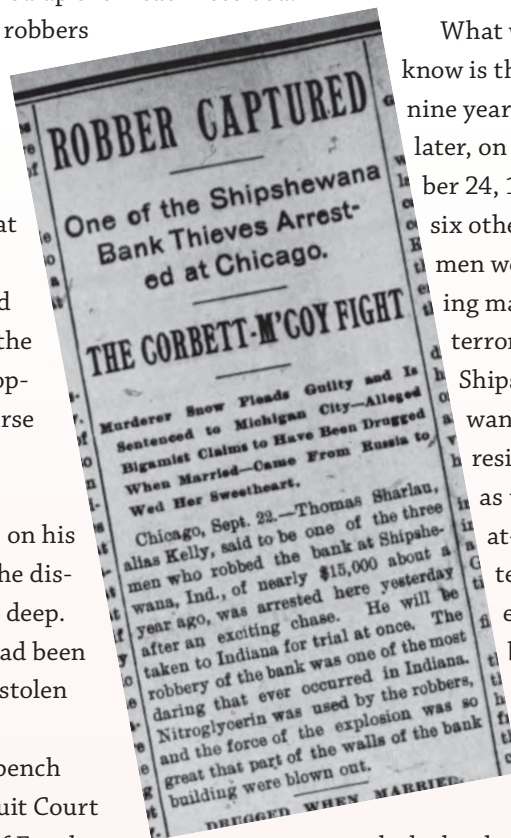 robbers
at
d
the
op-
rse
on his
he dis-
deep.
ad been
stolen
bench
uit Court
ROBBER CAPTURED
One of the Shipshewana
Bank Thieves Arrest-
ed at Chicago.
THE CORBETT-M'COY FIGHT
Murderer Snow Pleads Guilty and Is
Sentenced to Michigan City—Alleged
Bigamist Claims to Have Been Drugged
When Married—Came From Russia to
Wed Her Sweetheart.
Chicago, Sept. 22.—Thomas Sharlau,
alias Kelly, said to be one of the three
men who robbed the bank at Shipshe-
wana, Ind., of nearly $15,000 about a
year ago, was arrested here yesterday
after an exciting chase. He will be
taken to Indiana for trial at once. The
robbery of the bank was one of the most
daring that ever occurred in Indiana.
Nitroglycerin was used by the robbers,
and the force of the explosion was so
great that part of the walls of the bank
building were blown out.
DRUGGED WHEN MARRIED.
What
know is th
nine year
later, on
ber 24, 1
six othe
men we
ing ma
terror
Ships
wan
resi
as
at-
te